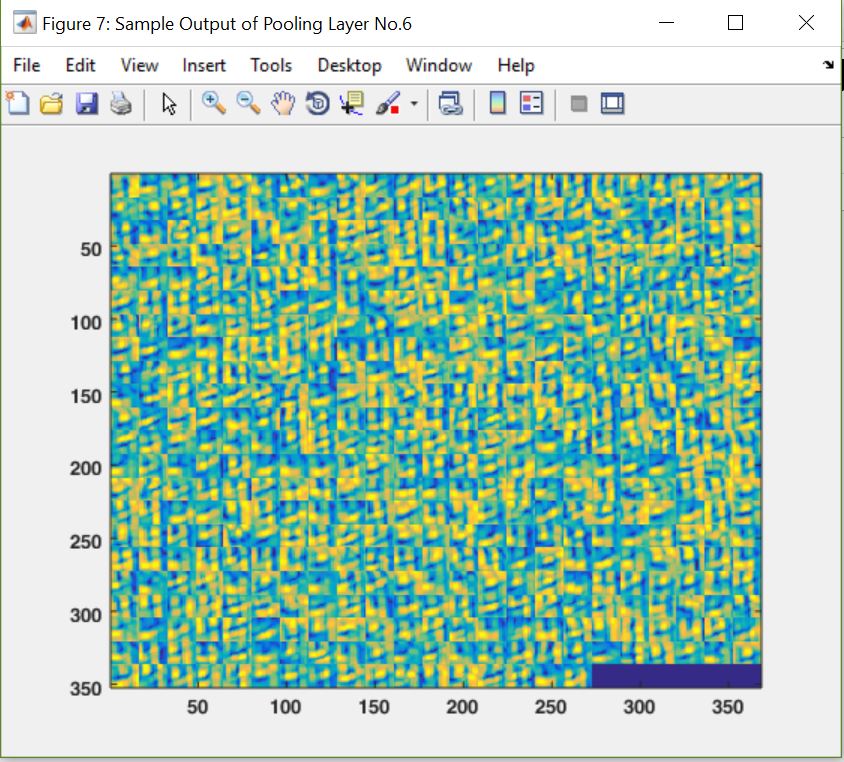 Figure 7: Sample Output of Pooling Layer No.6
File Edit View Insert Tools Desktop Window Help
50
100
150
200
250
300
350
50 100 150 200 250 300 350